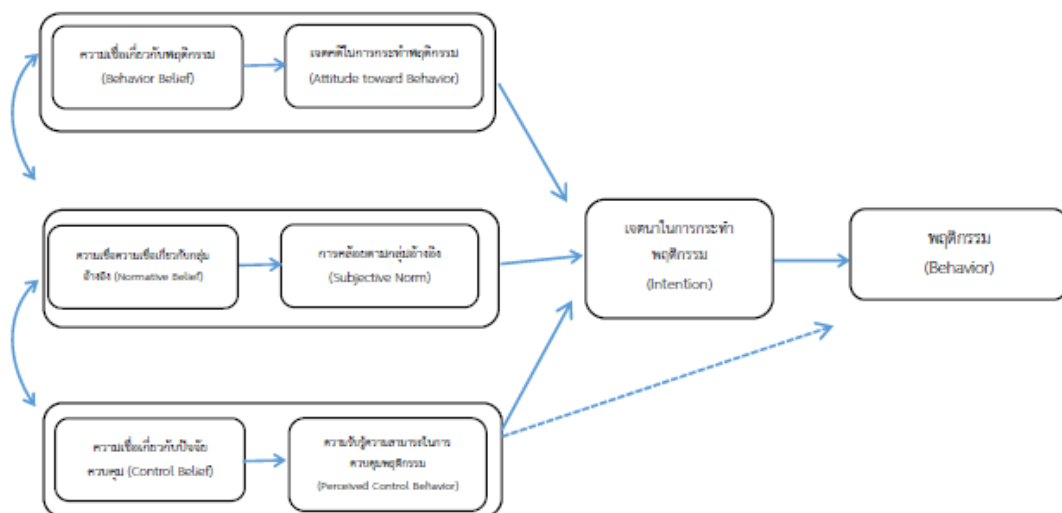 ความเชื่อเกี่ยวกับพฤติกรรม
(Behavior Belief)
เจตคติในการกระทำพฤติกรรม
(Attitude toward Behavior)
ความเชื่อความเชื่อเกี่ยวกับกลุ่ม
อ้างอิง (Normative Belief)
การคล้อยตามกลุ่มอ้างอิง
(Subjective Norm)
เจตนาในการกระทำ
พฤติกรรม
(Intention)
พฤติกรรม
(Behavior)
ความเชื่อเกี่ยวกับปัจจัย
ควบคุม (Control Belief)
ความรับรู้ความสามารถในการ
ควบคุมพฤติกรรม
(Perceived Control Behavior)